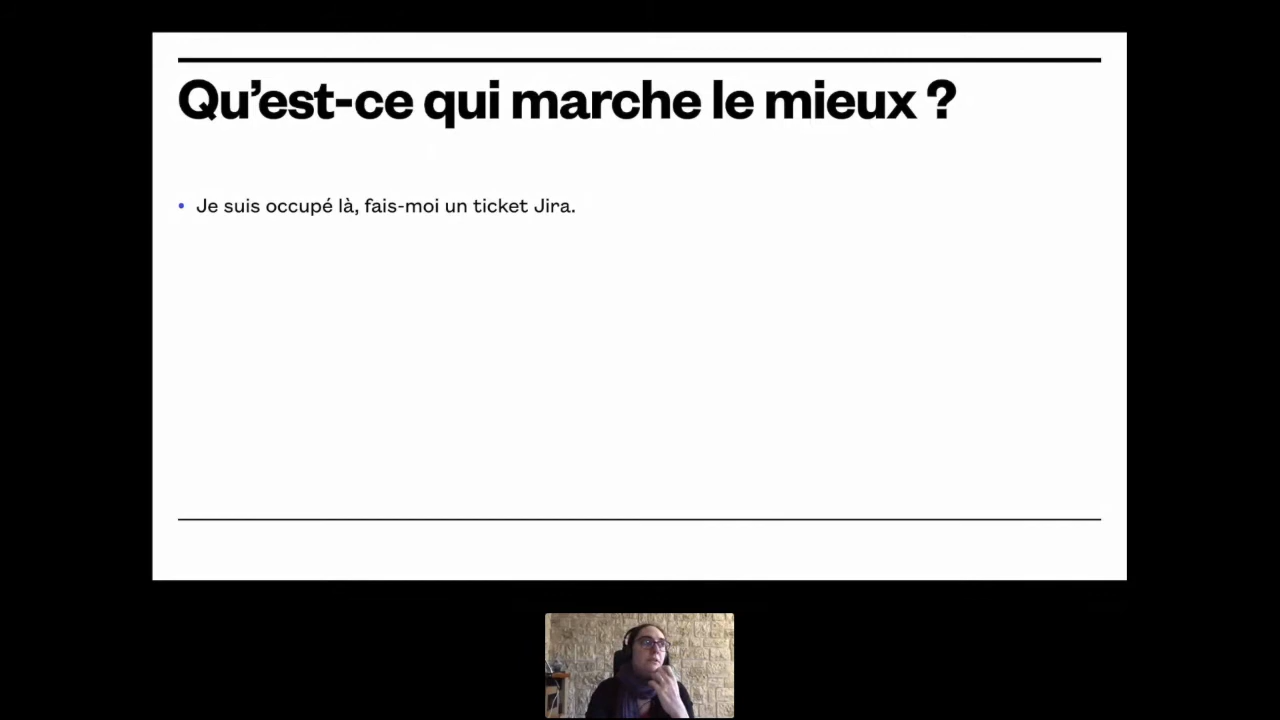 Qu’est-ce qui marche le mieux ?
• Je suis occupé là, fais-moi un ticket Jira.